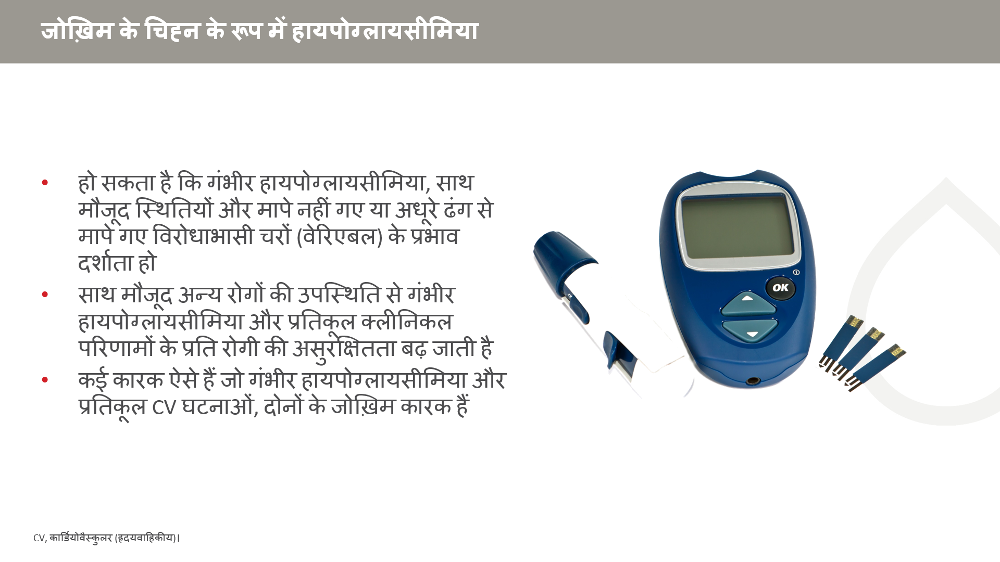 जोख़िम के चिह्न के रूप में हायपोग्लायसीमिया
• हो सकता है कि गंभीर हायपोग्लायसीमिया, साथ
मौजूद स्थितियों और मापे नहीं गए या अधूरे ढंग से
मापे गए विरोधाभासी चरों (वेरिएबल) के प्रभाव
दर्शाता हो
• साथ मौजूद अन्य रोगों की उपस्थिति से गंभीर
हायपोग्लायसीमिया और प्रतिकूल क्लीनिकल
परिणामों के प्रति रोगी की असुरक्षितता बढ़ जाती है
• कई कारक ऐसे हैं जो गंभीर हायपोग्लायसीमिया और
प्रतिकूल CV घटनाओं, दोनों के जोख़िम कारक हैं
OK
CV, कार्डियोवैस्कुलर (हृदयवाहिकीय)।